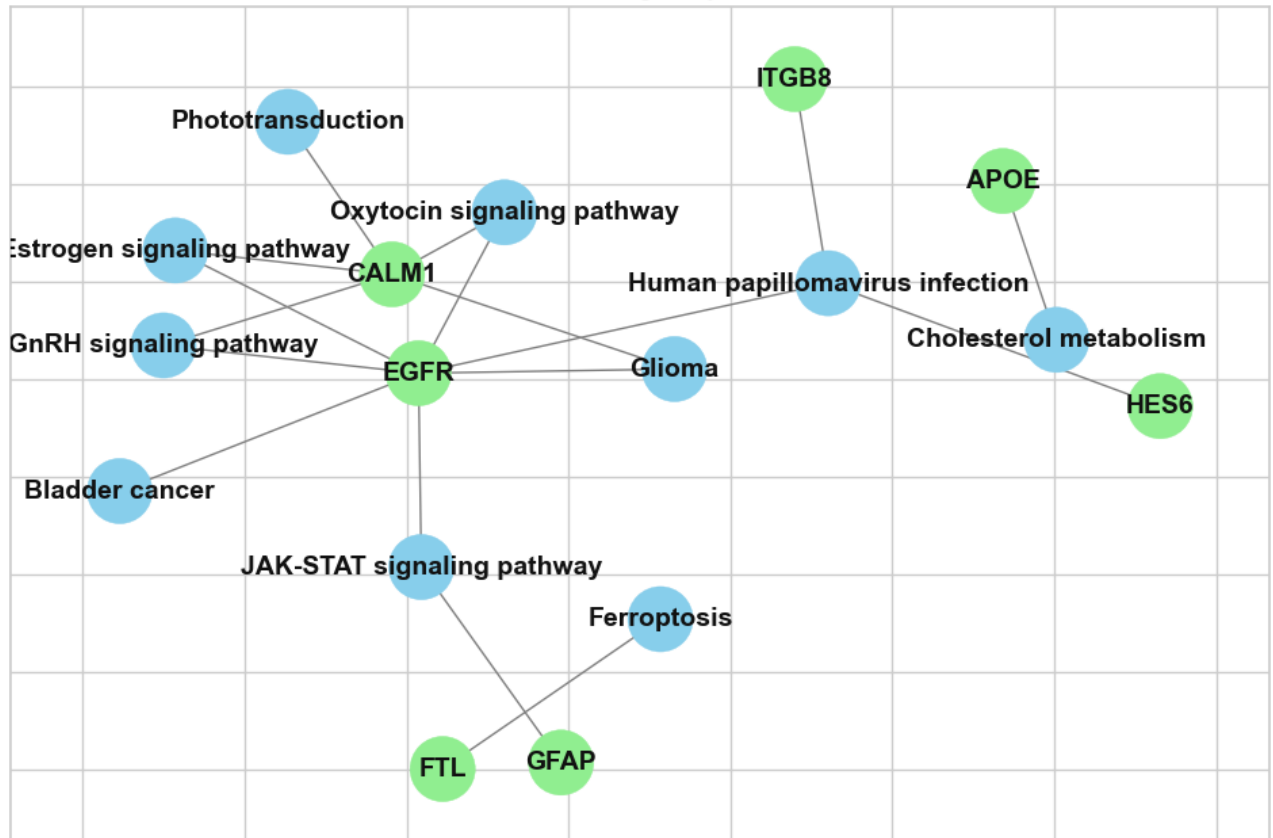 ITGB8
Phototransduction
APOE
Oxytocin signaling pathway
Estrogen signaling pathway
CALM1
Human papillomavirus infection
Cholesterol metabolism
GnRH signaling pathway
EGFR
Glioma
HES6
Bladder cancer
JAK-STAT signaling pathway
Ferroptosis
FTL
GFAP